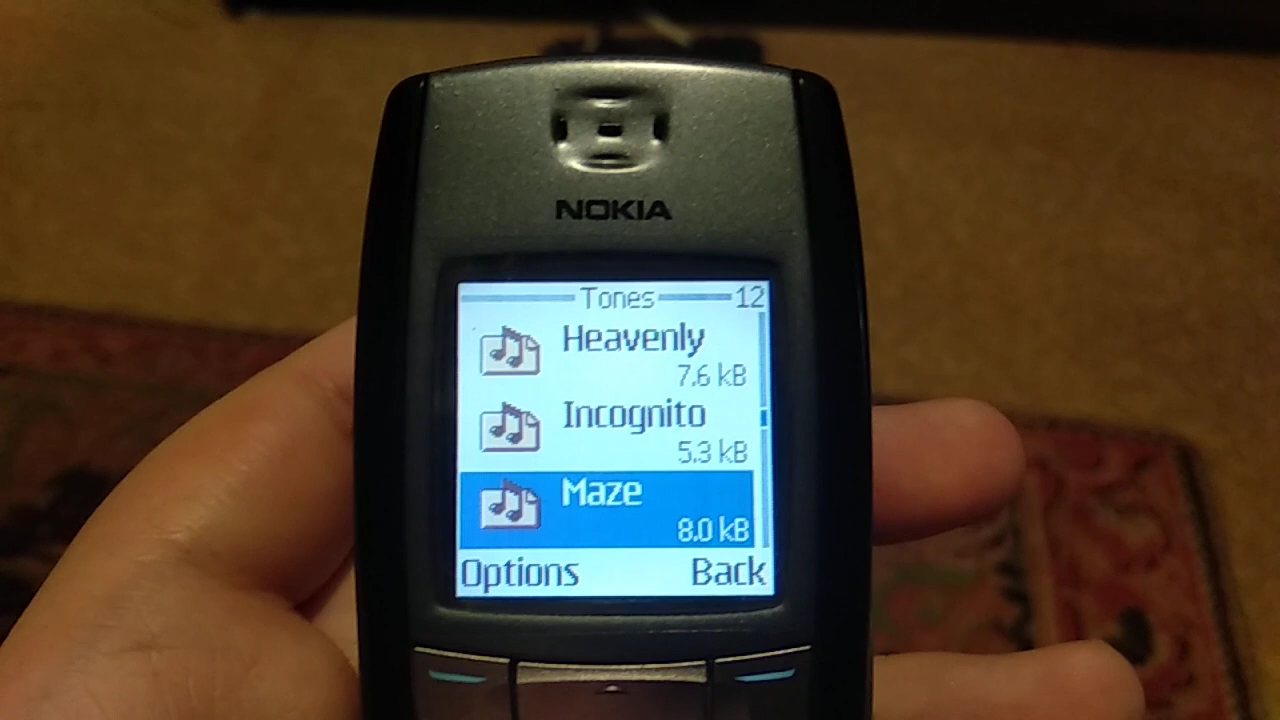 NOKIA
Tones 12
Heavenly
7.6 kB
Incognito
5.3 kB
Maze
8.0 kB
Options Back